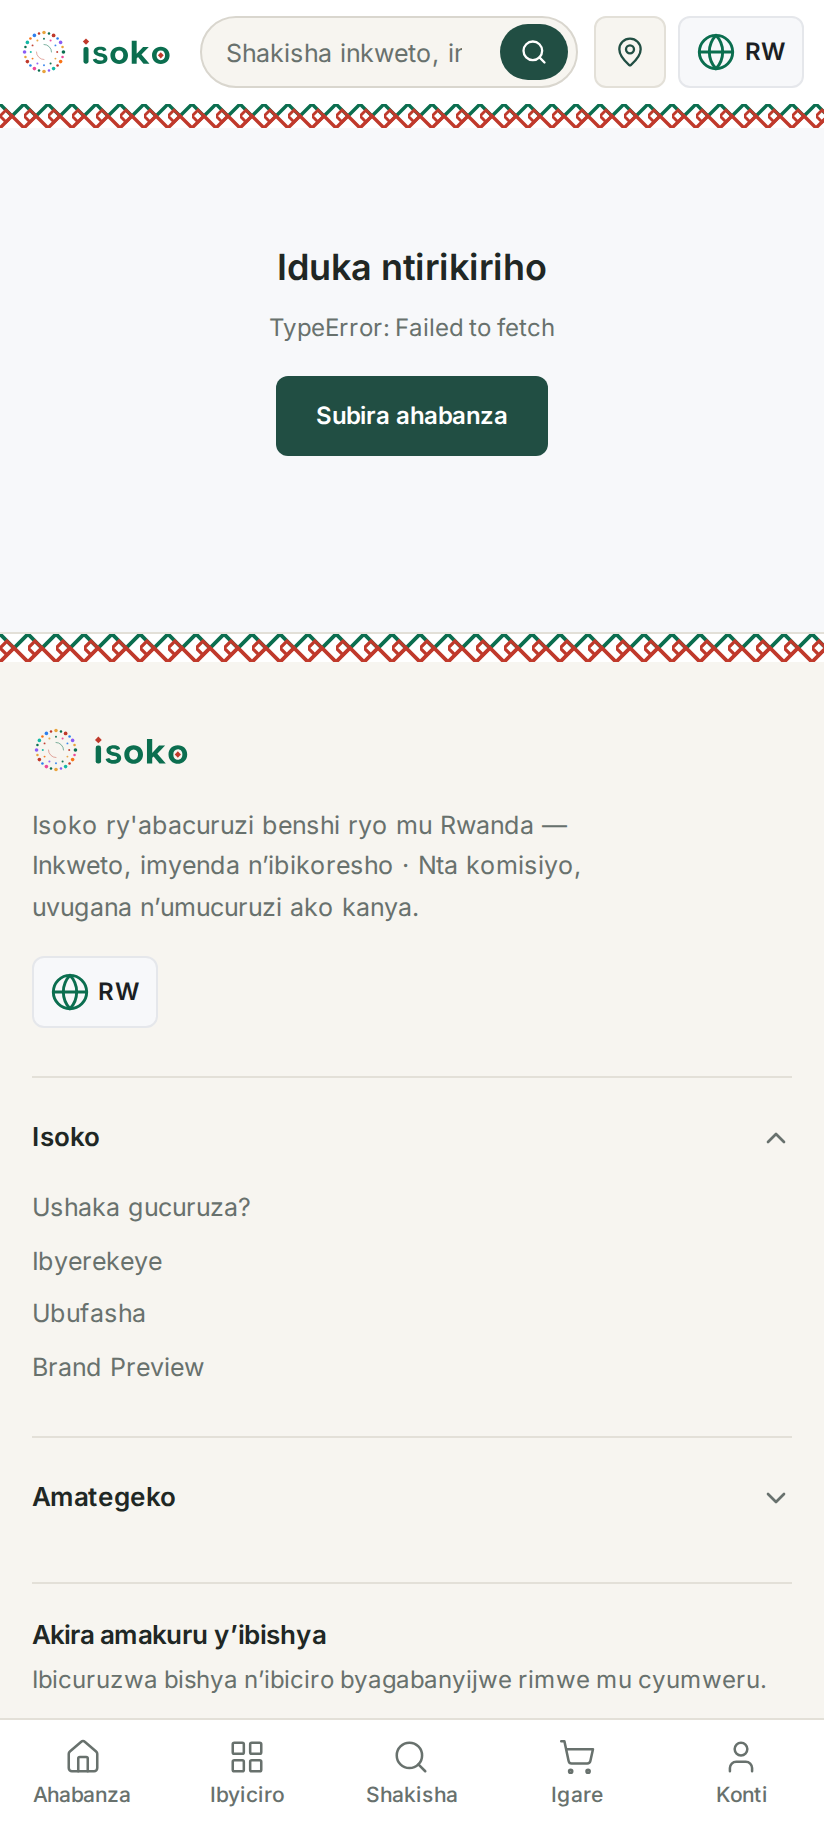 isoko
Shakisha inkweto, ir
RW
Iduka ntirikiriho
TypeError: Failed to fetch
Subira ahabanza
isoko
Isoko ry'abacuruzi benshi ryo mu Rwanda —
Inkweto, imyenda n’ibikoresho · Nta komisiyo,
uvugana n’umucuruzi ako kanya.
RW
Isoko
Ushaka gucuruza?
Ibyerekeye
Ubufasha
Brand Preview
Amategeko
Akira amakuru y’ibishya
Ibicuruzwa bishya n’ibiciro byagabanyijwe rimwe mu cyumweru.
Ahabanza
Ibyiciro
Shakisha
Igare
Konti